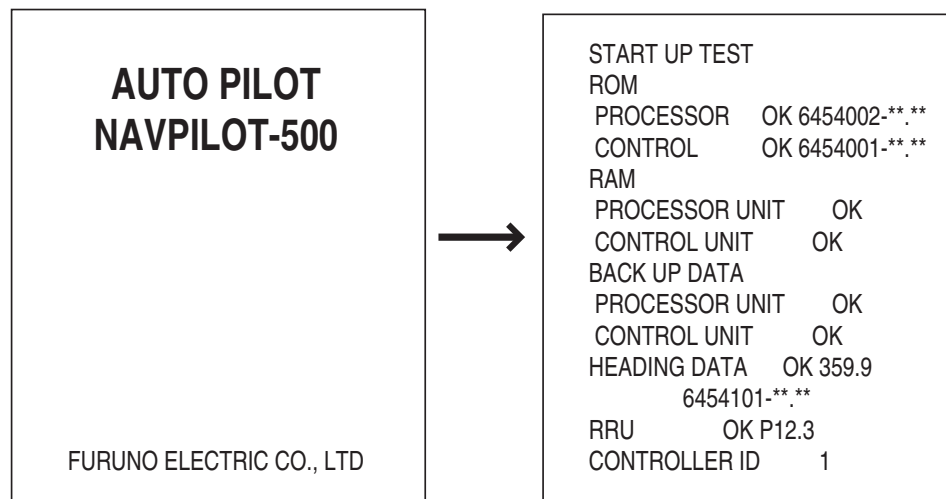 AUTO PILOT
NAVPILOT-500
FURUNO ELECTRIC CO., LTD
START UP TEST
ROM
PROCESSOR OK 6454002-**.**
CONTROL OK 6454001-**.**
RAM
PROCESSOR UNIT OK
CONTROL UNIT OK
BACK UP DATA
PROCESSOR UNIT OK
CONTROL UNIT OK
HEADING DATA OK 359.9
6454101-**.**
RRU OK P12.3
CONTROLLER ID 1